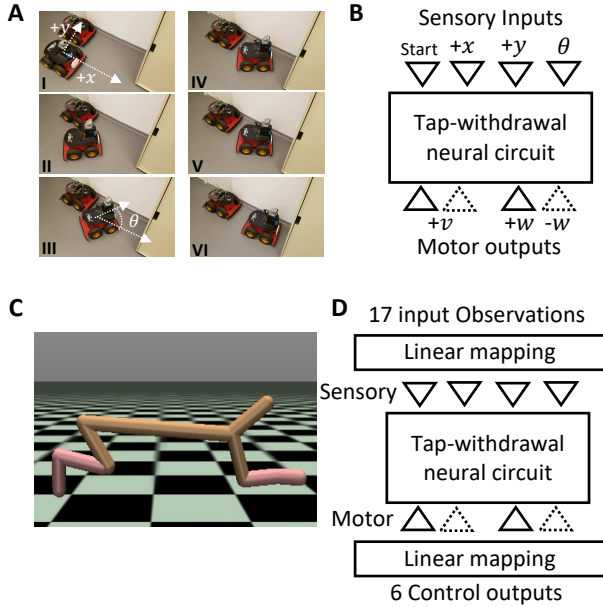 A
+y
+x
I
II
θ
III
IV
V
VI
B
Sensory Inputs
Start +x +y θ
Tap-withdrawal
neural circuit
+v +w -w
Motor outputs
C
D
17 input Observations
Linear mapping
Sensory
Tap-withdrawal
neural circuit
Motor
Linear mapping
6 Control outputs